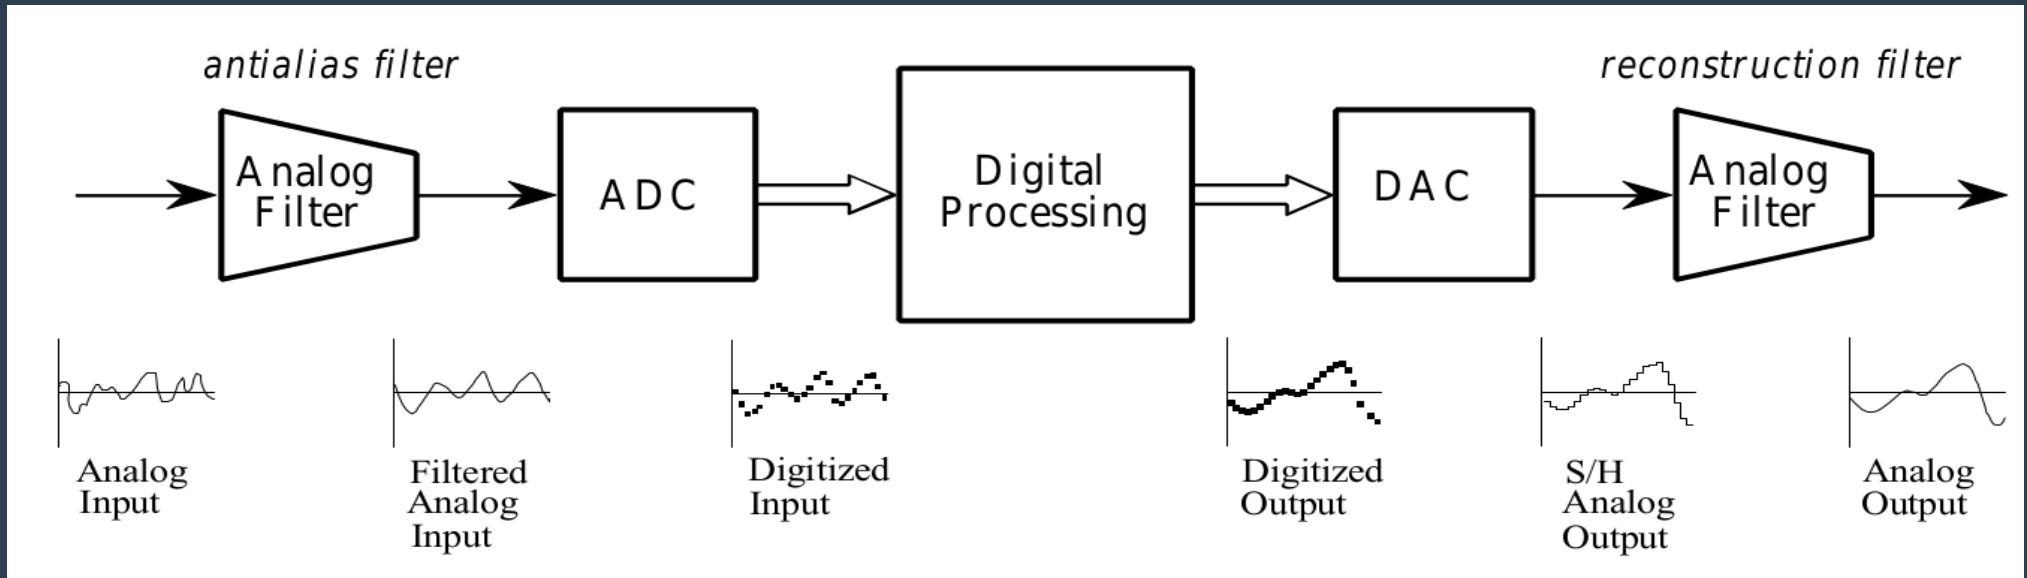 antialias filter
reconstruction filter
Analog
Filter
ADC
Digital
Processing
DAC
Analog
Filter
Analog
Input
Filtered
Analog
Input
Digitized
Input
Digitized
Output
S/H
Analog
Output
Analog
Output